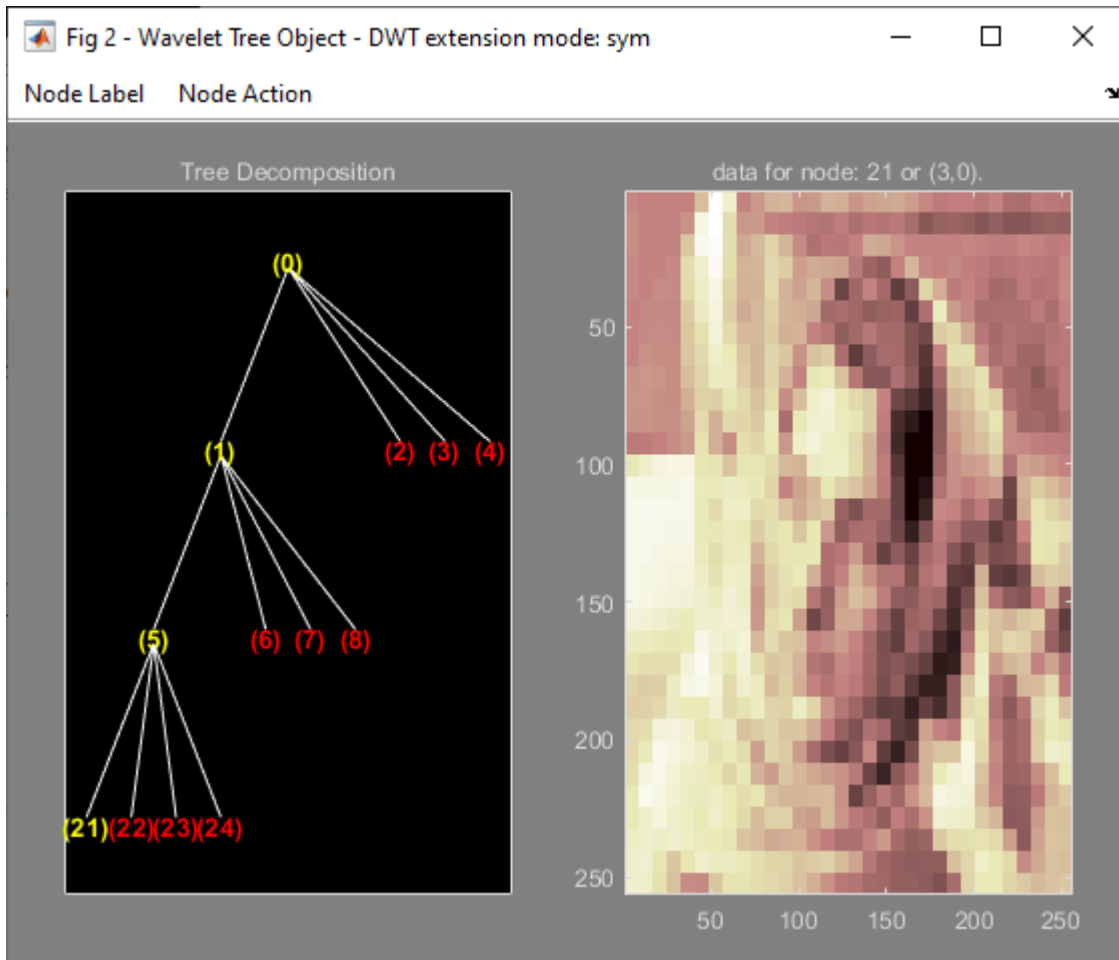 Fig 2 - Wavelet Tree Object - DWT extension mode: sym
Node Label Node Action
Tree Decomposition
(0)
(1) (2) (3) (4)
(5) (6) (7) (8)
(21) (22) (23) (24)
data for node: 21 or (3,0).
50
100
150
200
250
50 100 150 200 250